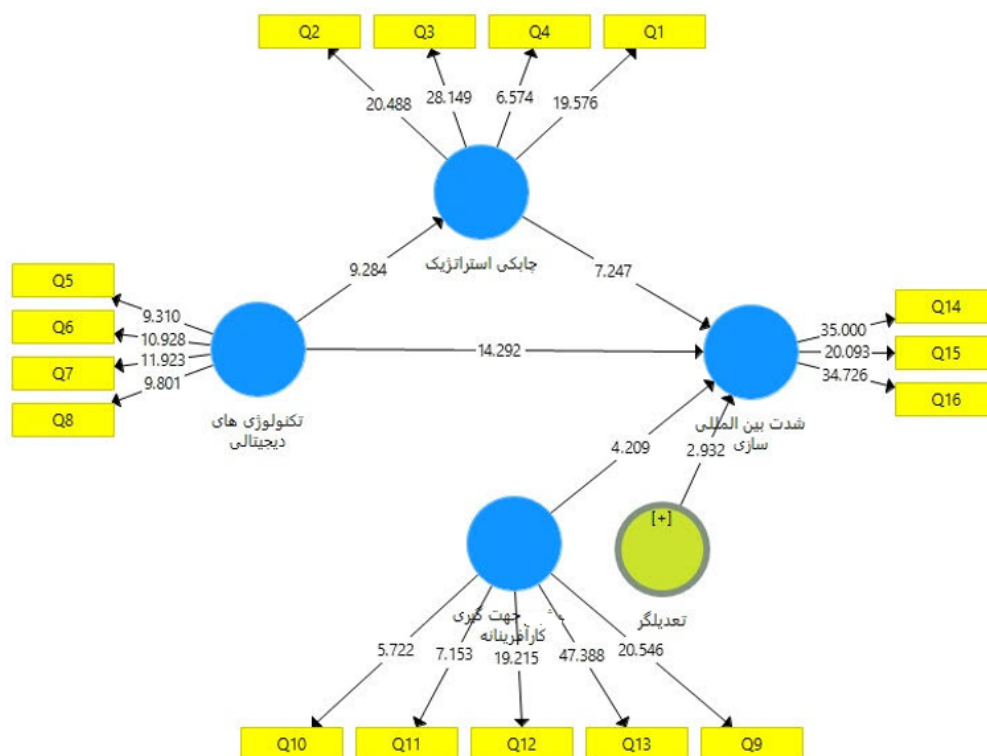 Q2 Q3 Q4 Q1
20.488 28.149 6.574 19.576
چابکی استراتژیک
9.284 7.247
Q5
Q6
Q7
Q8
9.310
10.928
11.923
9.801
تکنولوژی های
دیجیتالی
14.292
Q14
Q15
Q16
35.000
20.093
34.726
شدت بین المللی
سازی
4.209 2.932
[+]
تعدیلگر
جهت گیری
کارآفرینانه
5.722 7.153 19.215 47.388 20.546
Q10 Q11 Q12 Q13 Q9